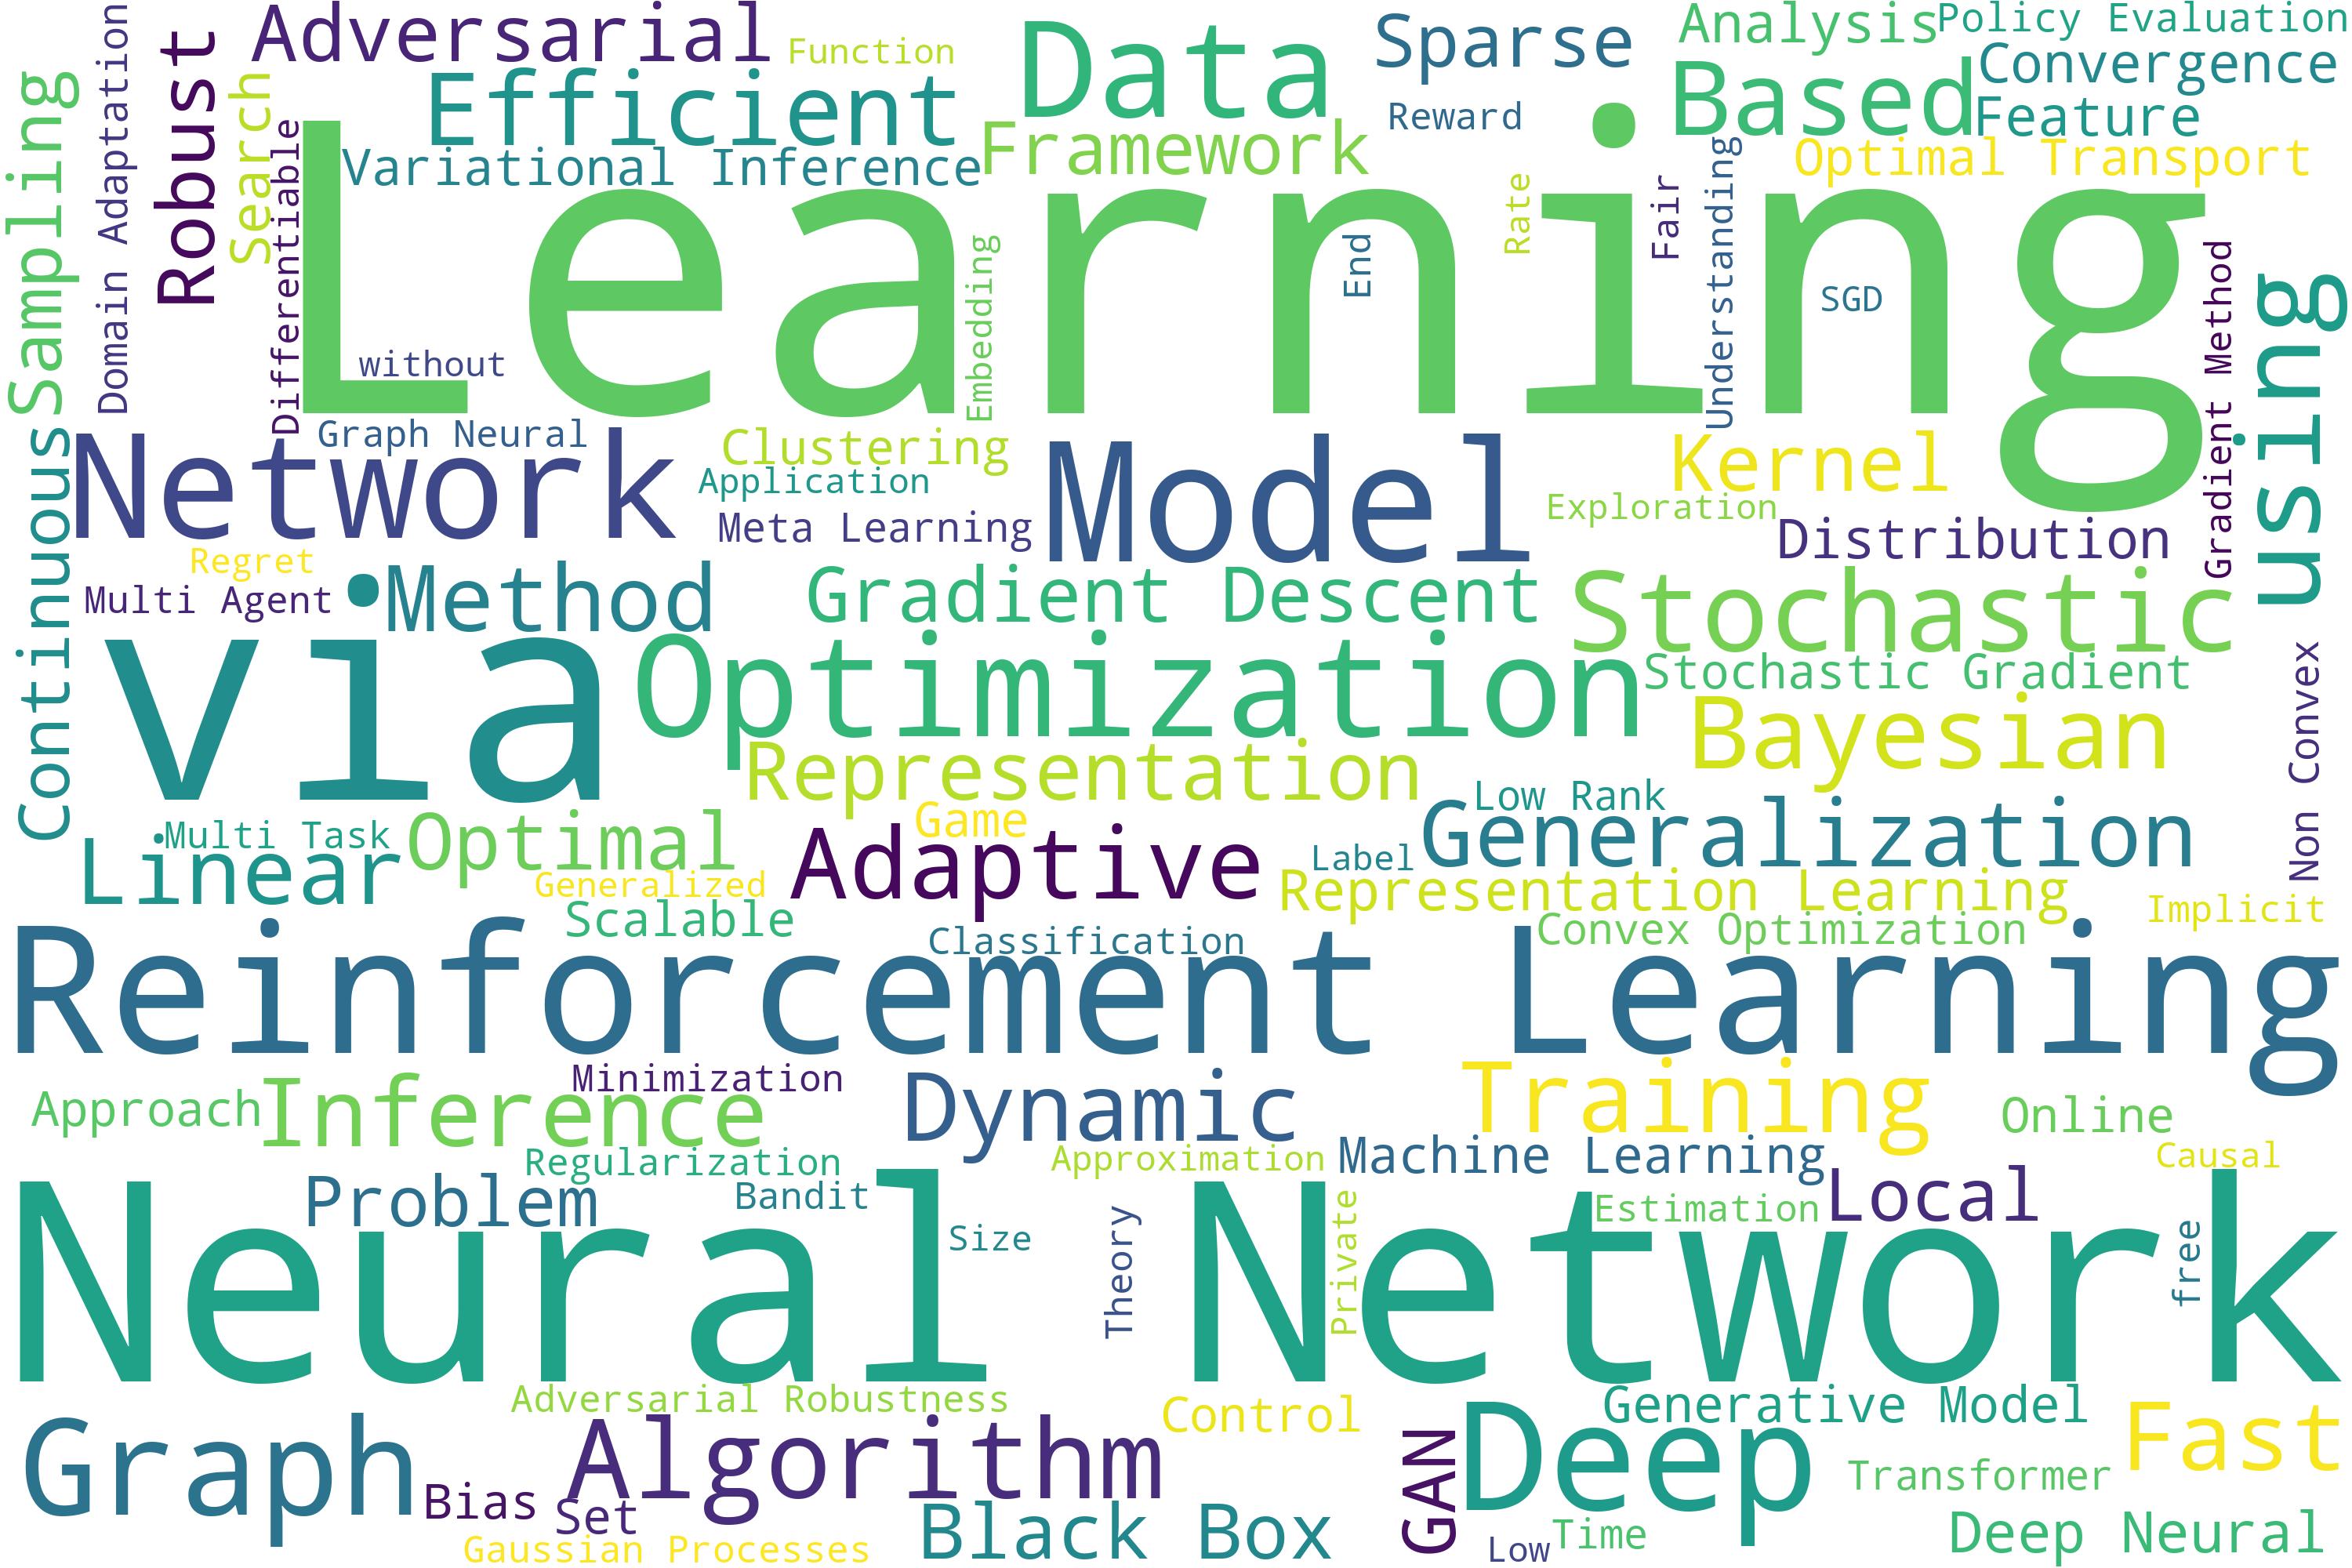 Adversarial
Function
Data
Sparse
Analysis
Policy Evaluation
Domain Adaptation
Robust
Search
Efficient
Reward
Based
Convergence
Feature
Sampling
Differentiable
Variational Inference
Framework
Optimal Transport
Learning
without
Embedding
End
Rate
Fair
Understanding
SGD
Gradient Method
using
Continuous
Network
Graph Neural
Clustering
Application
Meta Learning
Model
Kernel
Exploration
Distribution
Regret
Multi Agent
Method
Gradient Descent
Stochastic
via
Optimization
Stochastic Gradient
Bayesian
Non Convex
Representation
Low Rank
Linear
Multi Task
Optimal
Game
Adaptive
Label
Generalization
Generalized
Representation Learning
Scalable
Classification
Convex Optimization
Implicit
Reinforcement Learning
Minimization
Approach
Inference
Dynamic
Training
Online
Regularization
Approximation
Machine Learning
Causal
Problem
Bandit
Size
Theory
Private
Estimation
Local
free
Neural Network
Adversarial Robustness
Control
Generative Model
Graph
Algorithm
GAN
Deep
Fast
Bias
Set
Transformer
Black Box
Gaussian Processes
Low
Time
Deep Neural